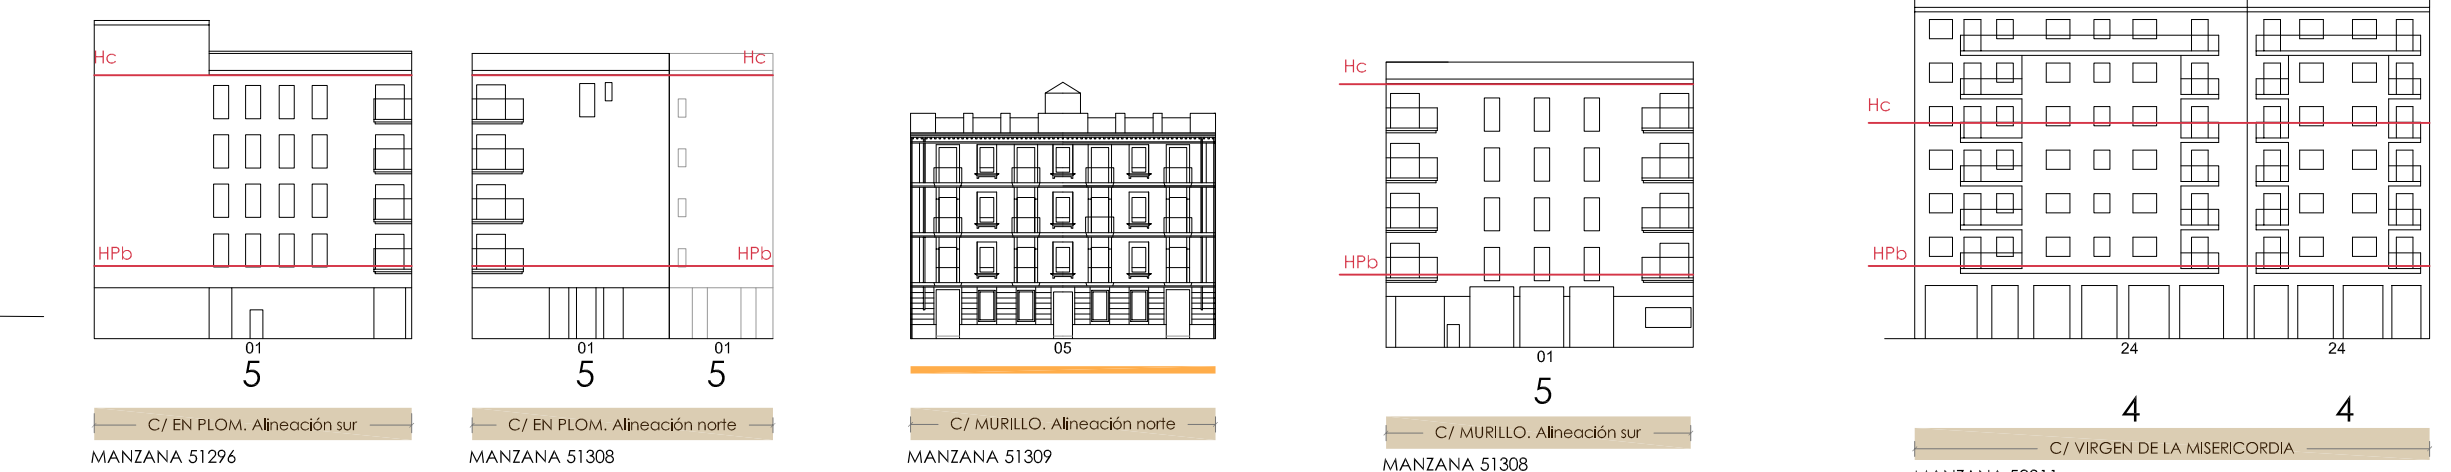 Hc
HPb
01
5
C/ EN PLOM. Alineación sur
MANZANA 51296
Hc
HPb
01
01
5
5
C/ EN PLOM. Alineación norte
MANZANA 51308
05
C/ MURILLO. Alineación norte
MANZANA 51309
Hc
HPb
01
5
C/ MURILLO. Alineación sur
MANZANA 51308
Hc
HPb
24
24
4
4
C/ VIRGEN DE LA MISERICORDIA